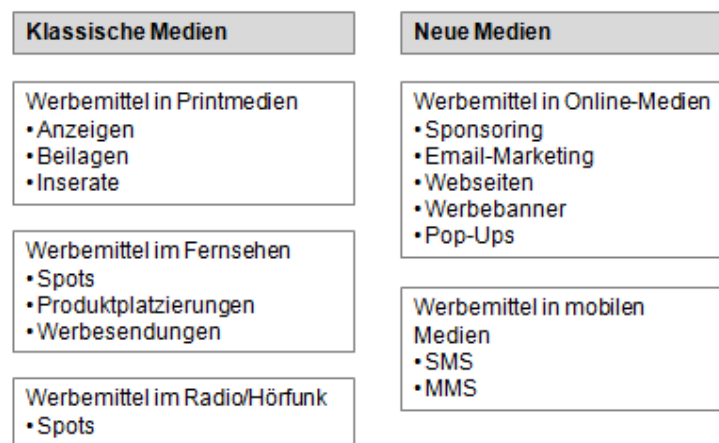 Klassische Medien
Werbemittel in Printmedien
• Anzeigen
• Beilagen
• Inserate
Werbemittel im Fernsehen
• Spots
• Produktplatzierungen
• Werbesendungen
Werbemittel im Radio/Hörfunk
• Spots
Neue Medien
Werbemittel in Online-Medien
• Sponsoring
• Email-Marketing
• Webseiten
• Werbebanner
• Pop-Ups
Werbemittel in mobilen
Medien
• SMS
• MMS